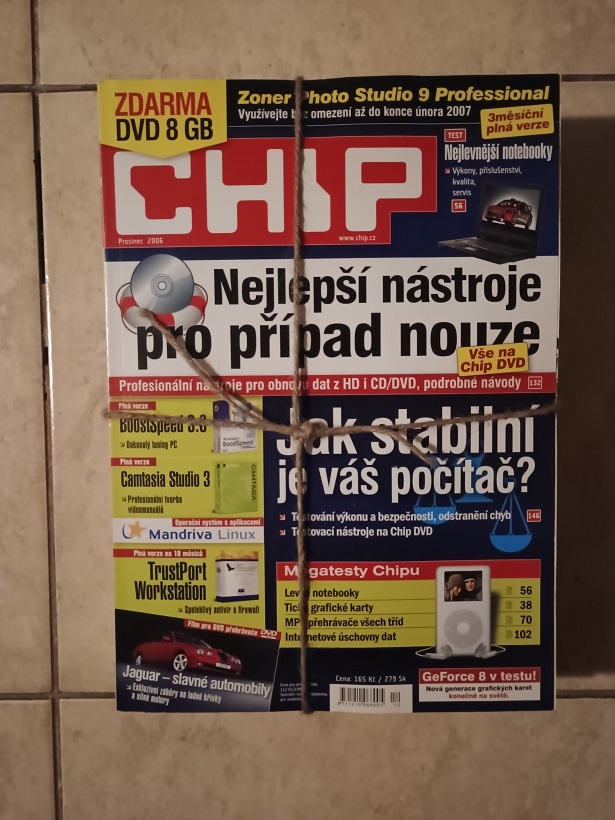 ZDARMA
DVD 8 GB
Zoner Photo Studio 9 Professional
Využívejte bez omezení až do konce února 2007
3měsíční
plná verze
CHIP
Prosinec 2006
www.chip.cz
TEST
Nejlevnější notebooky
Výkony, příslušenství,
kvalita,
servis
56
Nejlepší nástroje
pro případ nouze
Vše na
Chip DVD
Profesionální nástroje pro obnovu dat z HD i CD/DVD, podrobné návody 132
Plná verze
BoostSpeed 3.3
Dokonalý tuning PC
Plná verze
Camtasia Studio 3
Profesionální tvorba
videomanuálů
CAMTASIA
Operační systém s aplikacemi
Mandriva Linux
Plná verze na 18 měsíců
TrustPort
Workstation
Spolehlivý antivir a firewall
Film pro DVD přehrávače DVD
Jaguar – slavné automobily
Exkluzivní záběry na ladné křivky
a silné motory
Jak stabilní
je váš počítač?
Testování výkonu a bezpečnosti, odstranění chyb 146
Testovací nástroje na Chip DVD
Megatesty Chipu
Levné notebooky 56
Tiché grafické karty 38
MP3 přehrávače všech tříd 70
Internetové úschovny dat 102
Cena: 165 Kč / 279 Sk
GeForce 8 v testu!
Nová generace grafických karet
konečně na světě.